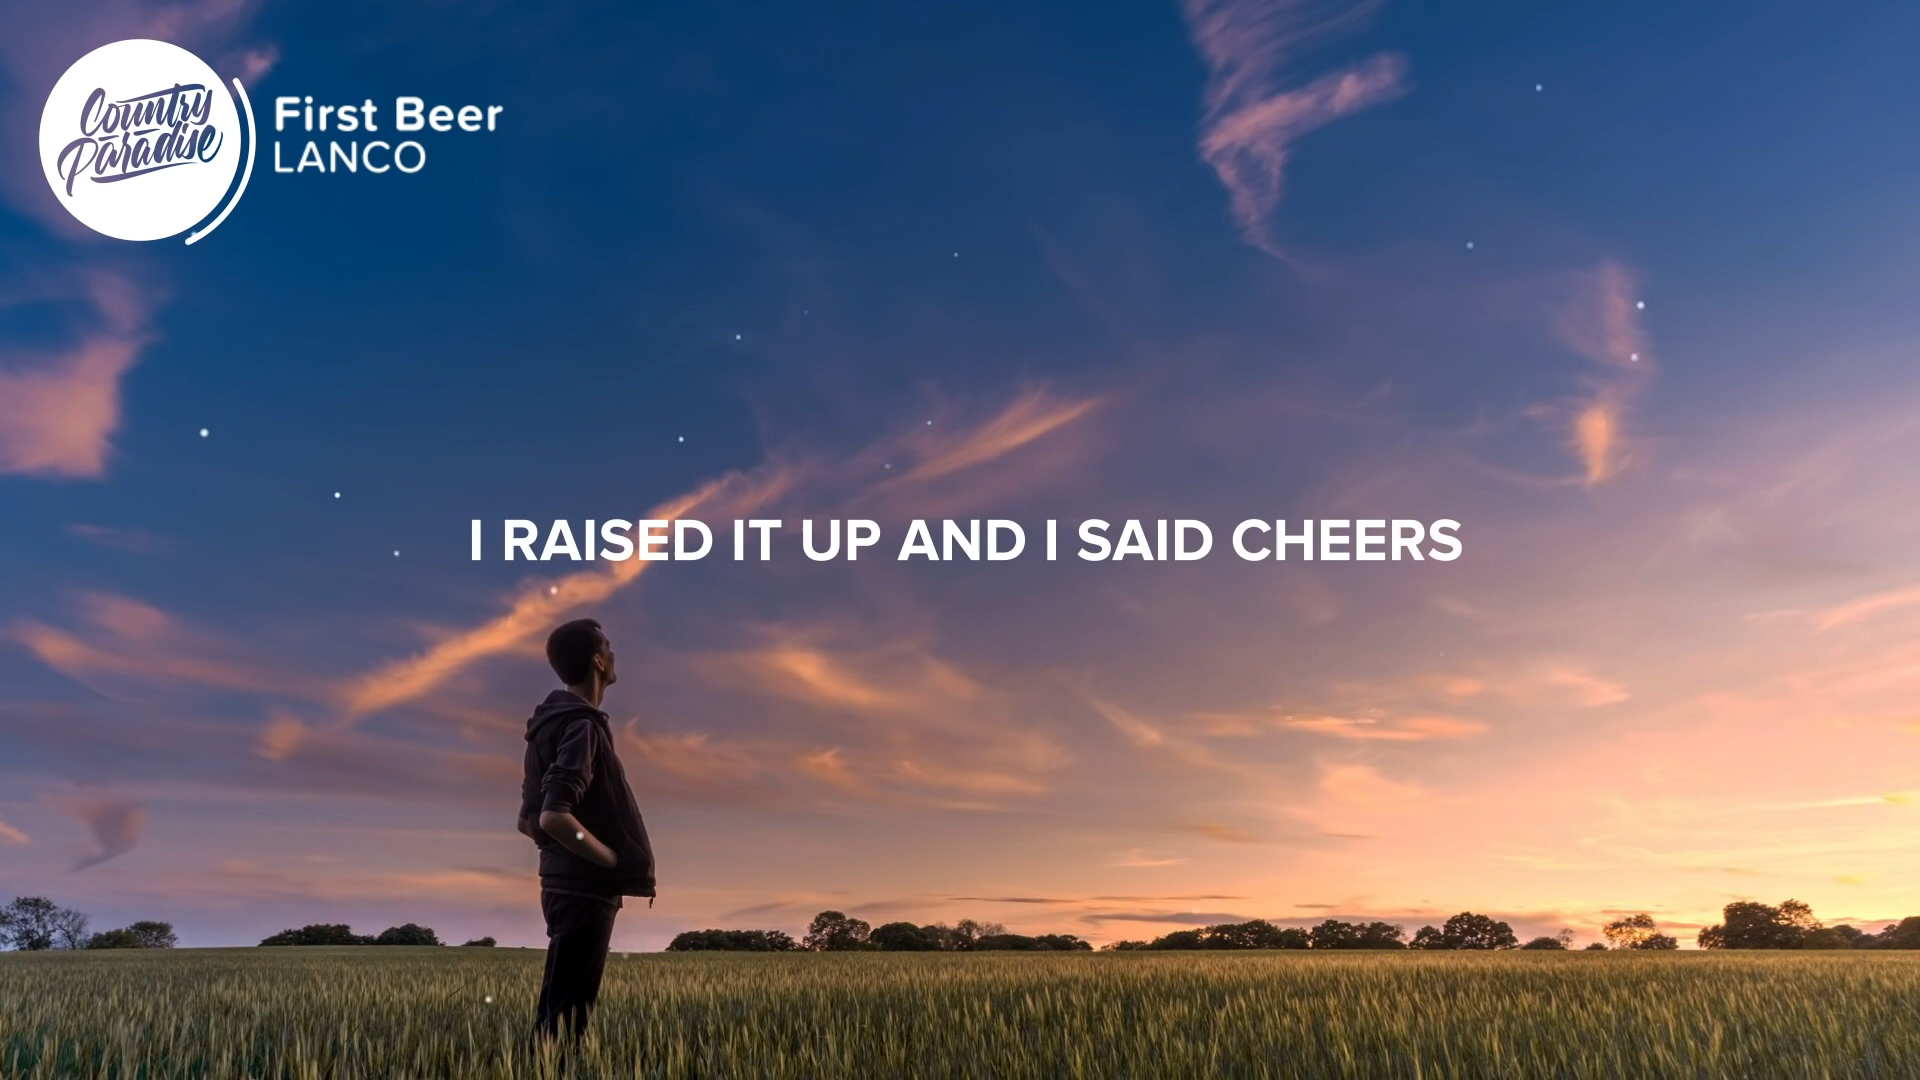 Country
Paradise
First Beer
LANCO
I RAISED IT UP AND I SAID CHEERS